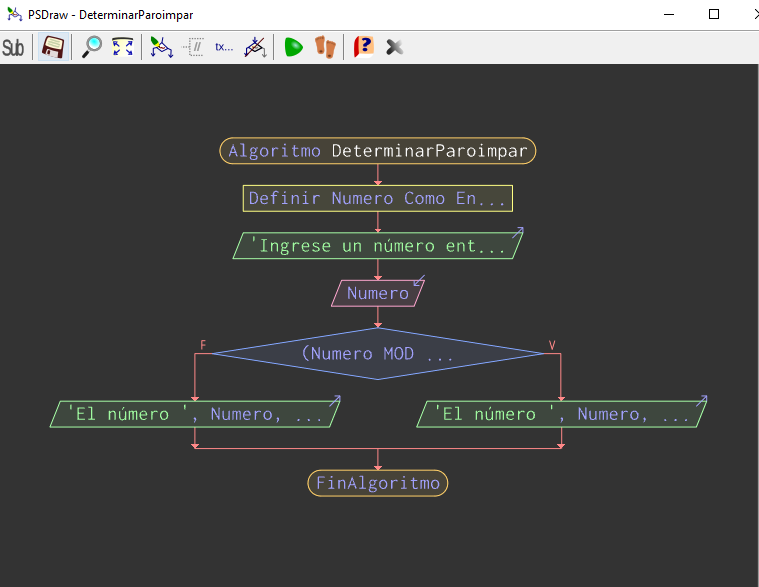 PSDraw - DeterminarParoimpar
Sub // tx... ?
Algoritmo DeterminarParoimpar
Definir Numero Como En...
'Ingrese un número ent...
Numero
F V
(Numero MOD ...
'El número ', Numero, ... 'El número ', Numero, ...
FinAlgoritmo